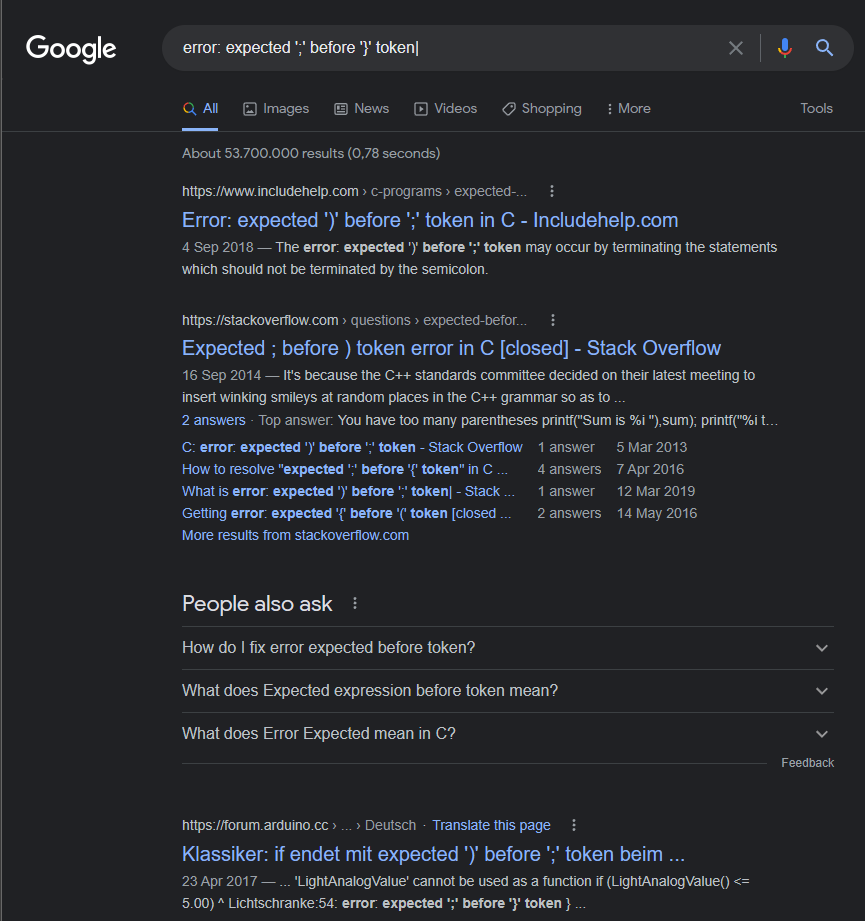 Google
error: expected ';' before '}' token
All Images News Videos Shopping More Tools
About 53.700.000 results (0,78 seconds)
https://www.includehelp.com › c-programs › expected-...
Error: expected ')' before ';' token in C - Includehelp.com
4 Sep 2018 — The error: expected ')' before ';' token may occur by terminating the statements
which should not be terminated by the semicolon.
https://stackoverflow.com › questions › expected-befor...
Expected ; before ) token error in C [closed] - Stack Overflow
16 Sep 2014 — It's because the C++ standards committee decided on their latest meeting to
insert winking smileys at random places in the C++ grammar so as to ...
2 answers · Top answer: You have too many parentheses printf("Sum is %i "),sum); printf("%i t…
C: error: expected ')' before ';' token - Stack Overflow 1 answer 5 Mar 2013
How to resolve "expected ';' before '{' token" in C ... 4 answers 7 Apr 2016
What is error: expected ')' before ';' token| - Stack ... 1 answer 12 Mar 2019
Getting error: expected '{' before '(' token [closed ... 2 answers 14 May 2016
More results from stackoverflow.com
People also ask
How do I fix error expected before token?
What does Expected expression before token mean?
What does Error Expected mean in C?
Feedback
https://forum.arduino.cc › ... › Deutsch · Translate this page
Klassiker: if endet mit expected ')' before ';' token beim ...
23 Apr 2017 — ... 'LightAnalogValue' cannot be used as a function if (LightAnalogValue() <=
5.00) ^ Lichtschranke:54: error: expected ';' before '}' token } ...